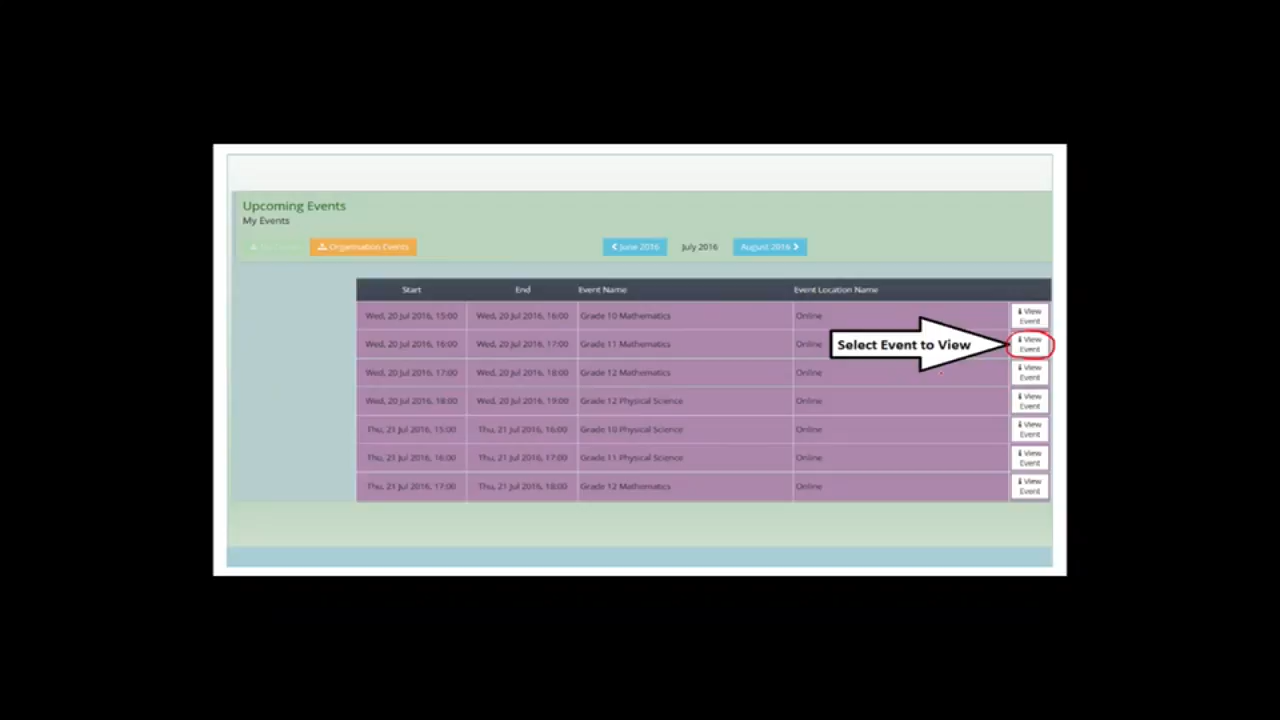 Upcoming Events
My Events
Organisation Events
June 2016
July 2016
August 2016
Start End Event Name Event Location Name
Wed, 20 Jul 2016, 15:00 Wed, 20 Jul 2016, 16:00 Grade 10 Mathematics Online View Event
Wed, 20 Jul 2016, 16:00 Wed, 20 Jul 2016, 17:00 Grade 11 Mathematics Online Select Event to View View Event
Wed, 20 Jul 2016, 17:00 Wed, 20 Jul 2016, 18:00 Grade 12 Mathematics Online View Event
Wed, 20 Jul 2016, 18:00 Wed, 20 Jul 2016, 19:00 Grade 12 Physical Science Online View Event
Thu, 21 Jul 2016, 15:00 Thu, 21 Jul 2016, 16:00 Grade 10 Physical Science Online View Event
Thu, 21 Jul 2016, 16:00 Thu, 21 Jul 2016, 17:00 Grade 11 Physical Science Online View Event
Thu, 21 Jul 2016, 17:00 Thu, 21 Jul 2016, 18:00 Grade 12 Mathematics Online View Event